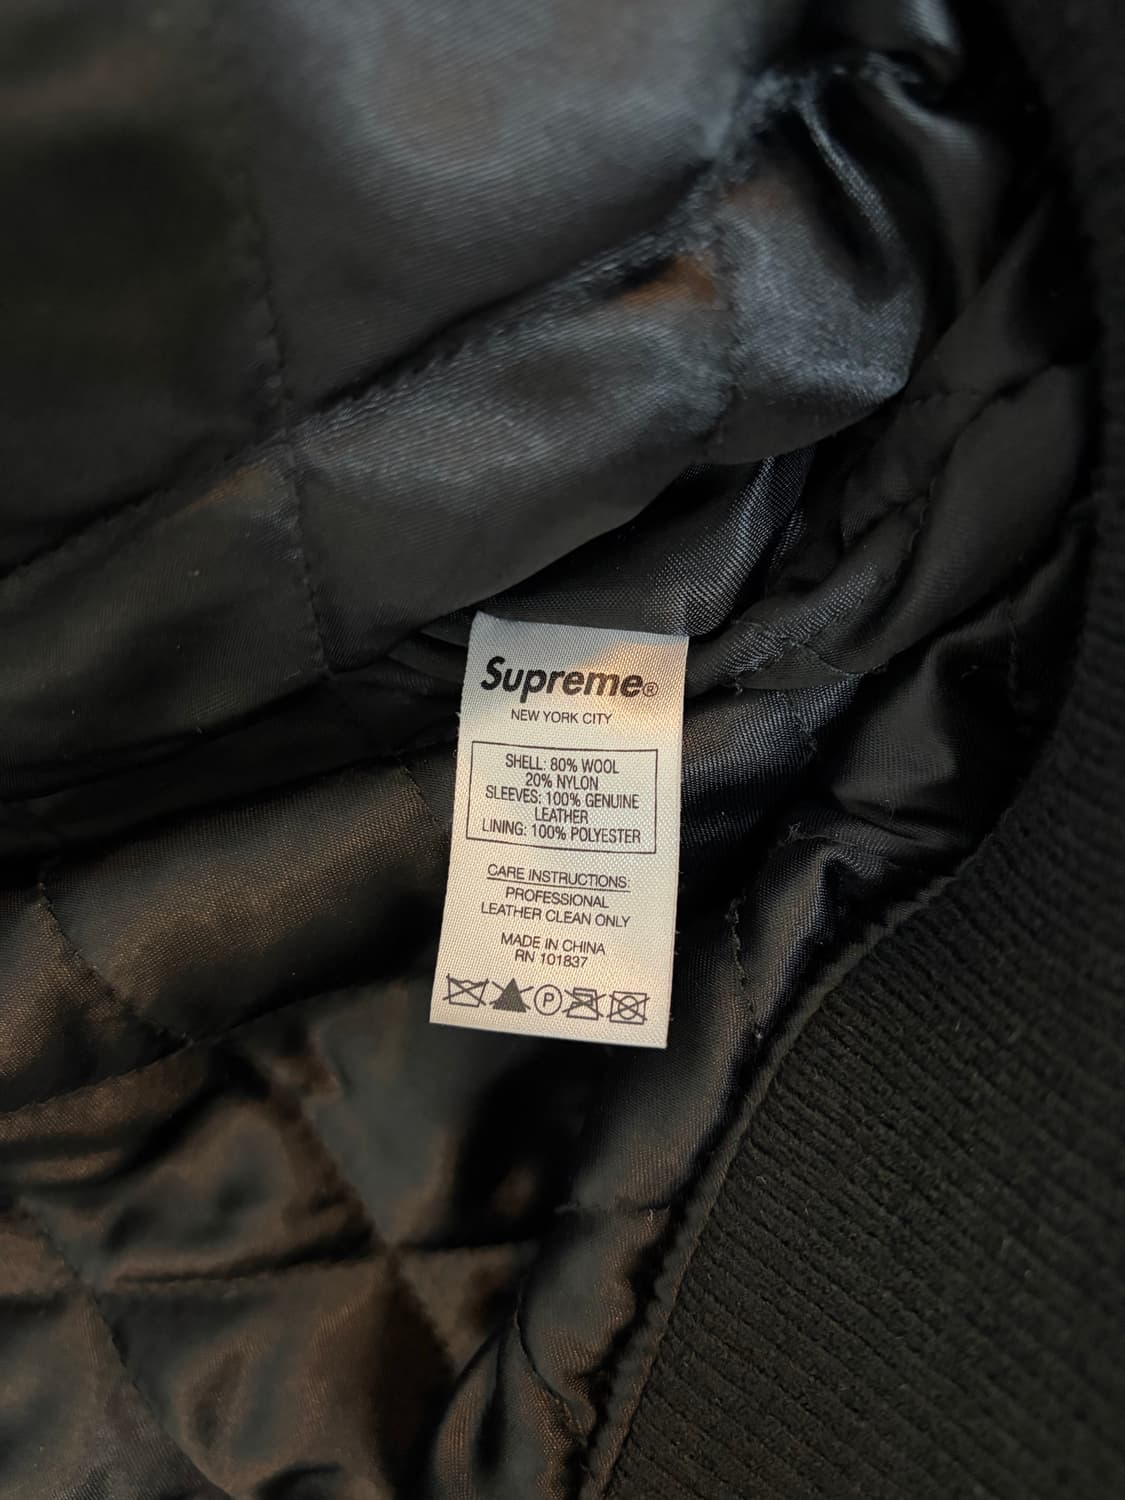 Supreme®
NEW YORK CITY
SHELL: 80% WOOL
20% NYLON
SLEEVES: 100% GENUINE
LEATHER
LINING: 100% POLYESTER
CARE INSTRUCTIONS:
PROFESSIONAL
LEATHER CLEAN ONLY
MADE IN CHINA
RN 101837
P